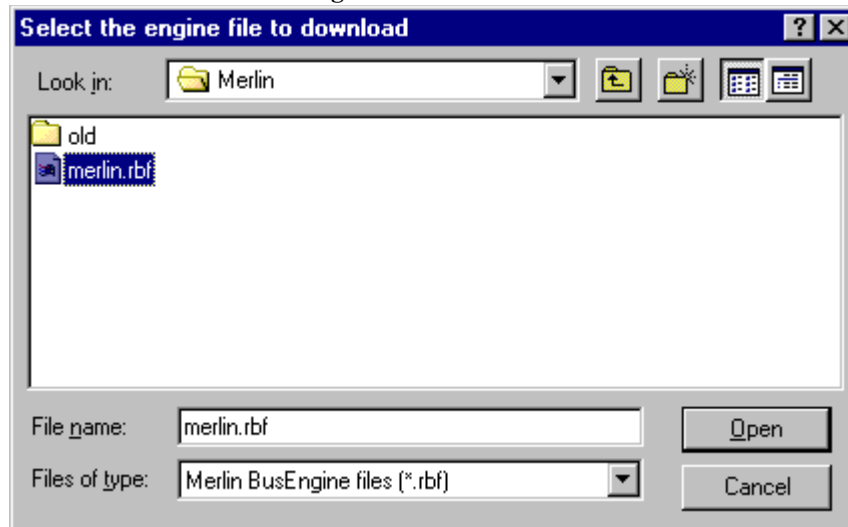 Select the engine file to download
Look in: Merlin
old
merlin.rbf
File name: merlin.rbf Open
Files of type: Merlin BusEngine files (*.rbf) Cancel